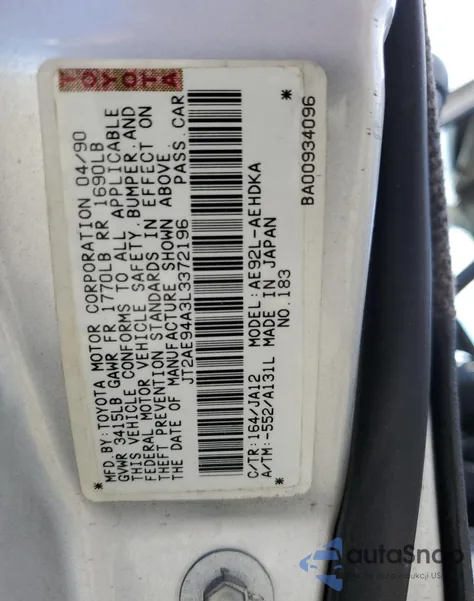 TOYOTA
MFD. BY: TOYOTA MOTOR CORPORATION 04/90
GVWR 3415LB GAWR FR 1770LB RR 1690LB
THIS VEHICLE CONFORMS TO ALL APPLICABLE
FEDERAL MOTOR VEHICLE SAFETY, BUMPER, AND
THEFT PREVENTION STANDARDS IN EFFECT ON
THE DATE OF MANUFACTURE SHOWN ABOVE.
JT2AE94A3L3372196 PASS. CAR
* *
C/TR: 164/JA12 MODEL: AE92L-AEHDKA
A/TM: -552/A131L MADE IN JAPAN
NO. 183
BA00934096
autoSnap